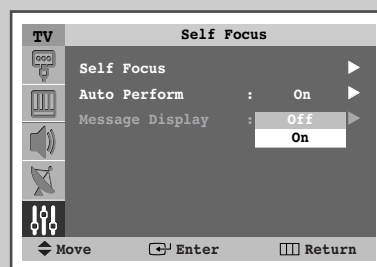 TV Self Focus
Self Focus
Auto Perform : On
Message Display : Off
On
Move Enter Return